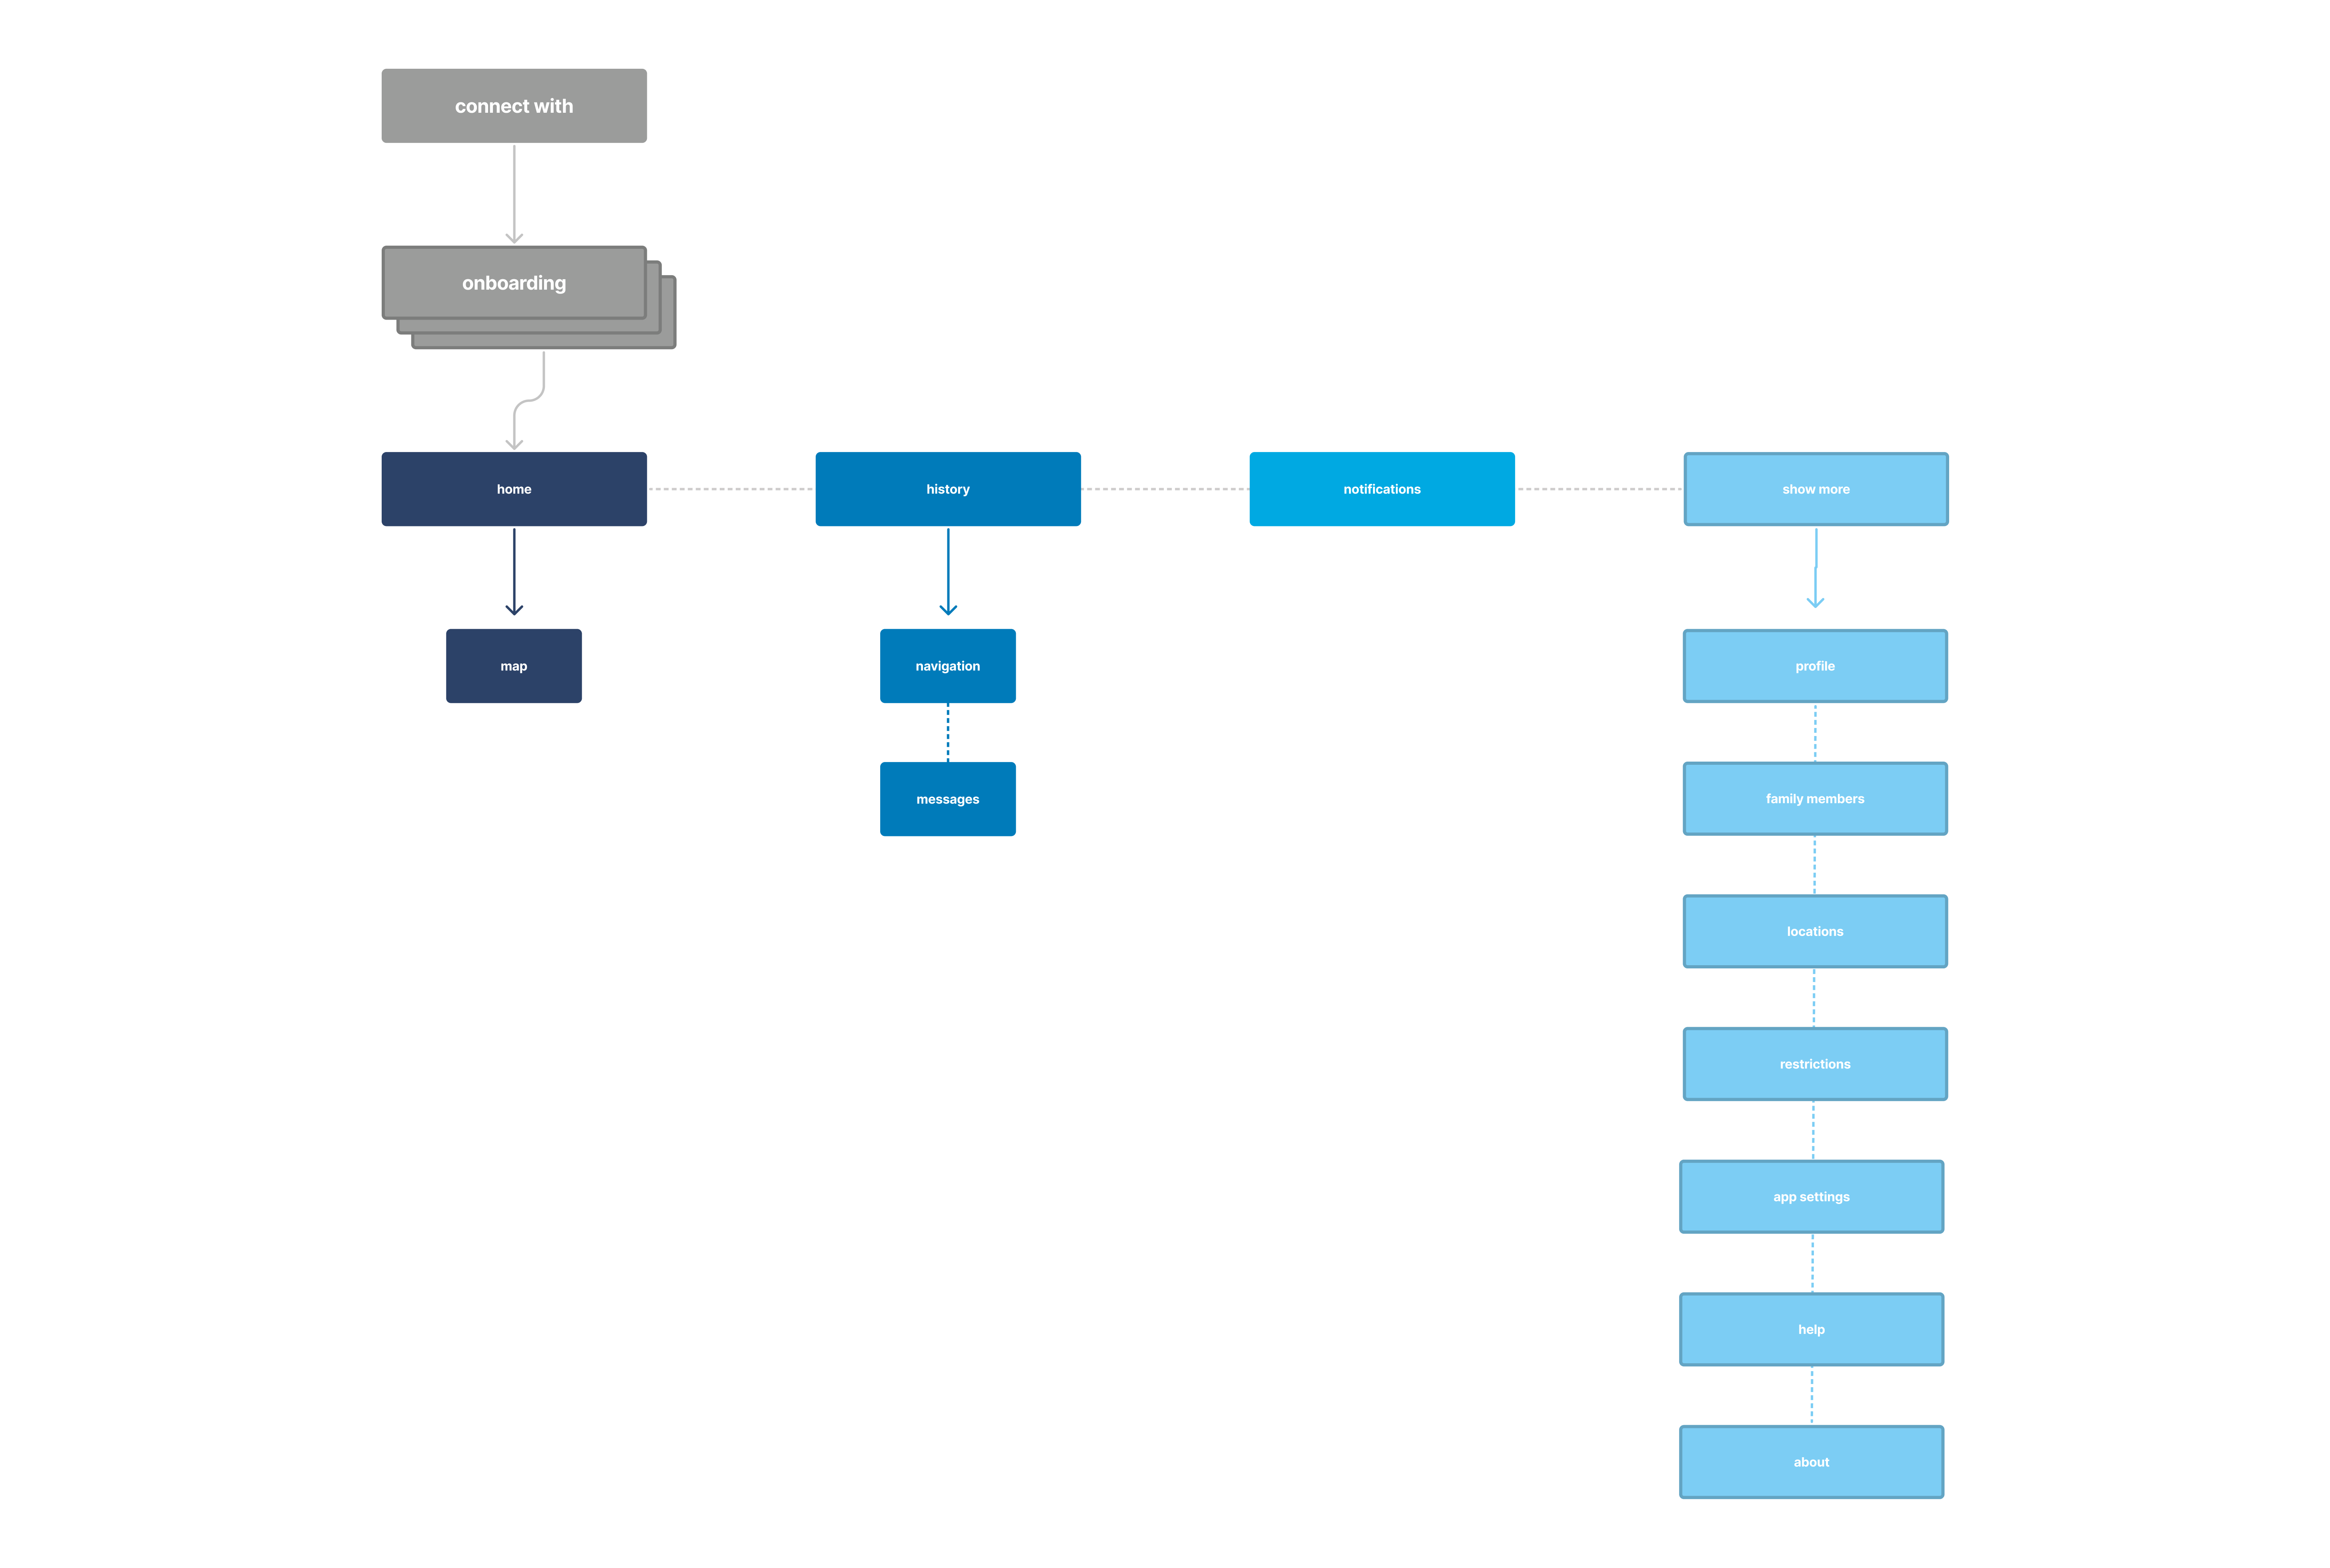 connect with
onboarding
home
history
notifications
show more
map
navigation
profile
messages
family members
locations
restrictions
app settings
help
about